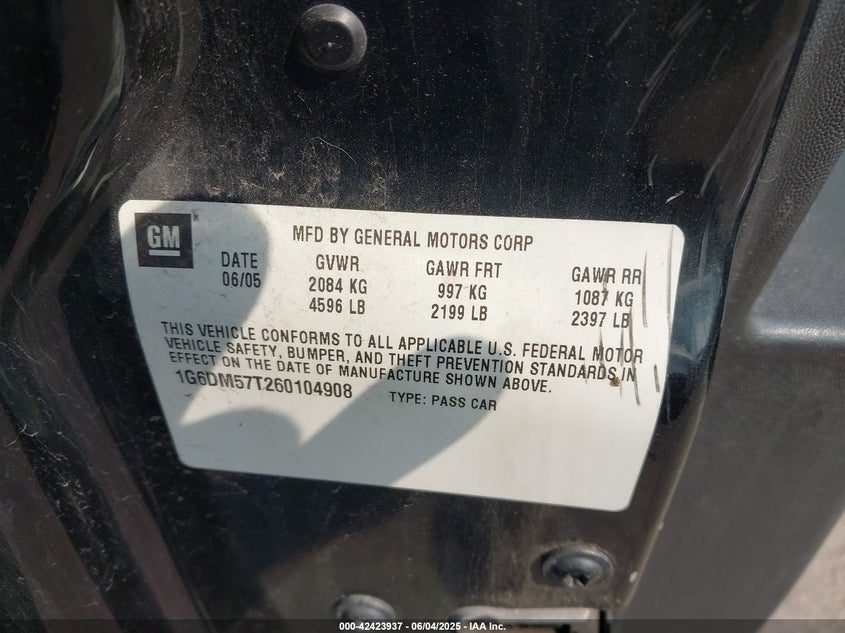 GM ®
MFD BY GENERAL MOTORS CORP
DATE GVWR GAWR FRT GAWR RR
06/05 2084 KG 997 KG 1087 KG
4596 LB 2199 LB 2397 LB
THIS VEHICLE CONFORMS TO ALL APPLICABLE U.S. FEDERAL MOTOR
VEHICLE SAFETY, BUMPER, AND THEFT PREVENTION STANDARDS IN
EFFECT ON THE DATE OF MANUFACTURE SHOWN ABOVE.
1G6DM57T260104908 TYPE: PASS CAR
000-42423937 - 06/04/2025 - IAA Inc.